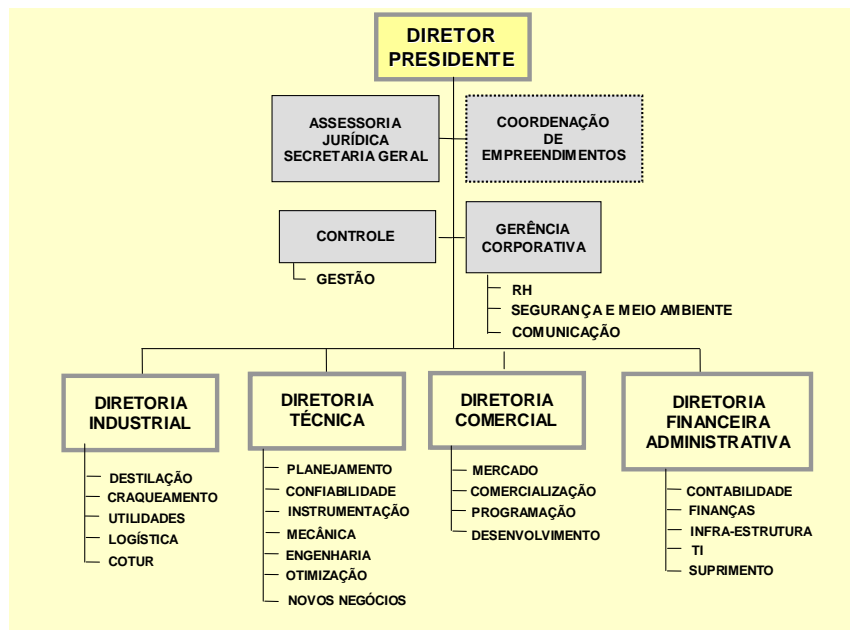 DIRETOR
PRESIDENTE
ASSESSORIA
JURÍDICA
SECRETARIA GERAL
COORDENAÇÃO
DE
EMPREENDIMENTOS
CONTROLE
GESTÃO
GERÊNCIA
CORPORATIVA
RH
SEGURANÇA E MEIO AMBIENTE
COMUNICAÇÃO
DIRETORIA
INDUSTRIAL
DESTILAÇÃO
CRAQUEAMENTO
UTILIDADES
LOGÍSTICA
COTUR
DIRETORIA
TÉCNICA
PLANEJAMENTO
CONFIABILIDADE
INSTRUMENTAÇÃO
MECÂNICA
ENGENHARIA
OTIMIZAÇÃO
NOVOS NEGÓCIOS
DIRETORIA
COMERCIAL
MERCADO
COMERCIALIZAÇÃO
PROGRAMAÇÃO
DESENVOLVIMENTO
DIRETORIA
FINANCEIRA
ADMINISTRATIVA
CONTABILIDADE
FINANÇAS
INFRA-ESTRUTURA
TI
SUPRIMENTO